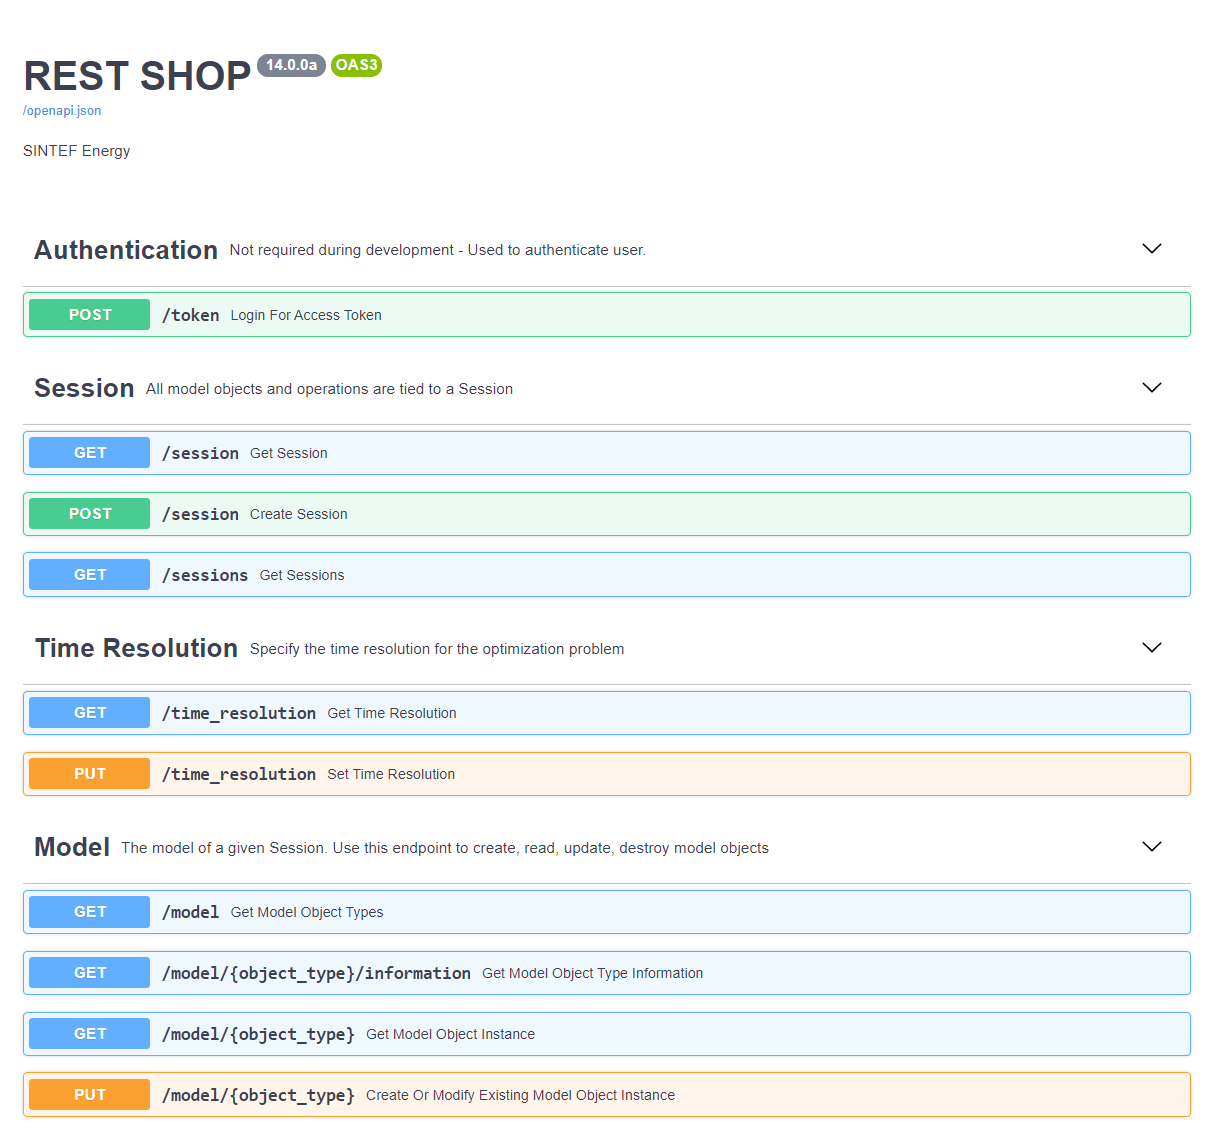 REST SHOP 14.0.0a OAS3
/openapi.json
SINTEF Energy
Authentication Not required during development - Used to authenticate user.
POST /token Login For Access Token
Session All model objects and operations are tied to a Session
GET /session Get Session
POST /session Create Session
GET /sessions Get Sessions
Time Resolution Specify the time resolution for the optimization problem
GET /time_resolution Get Time Resolution
PUT /time_resolution Set Time Resolution
Model The model of a given Session. Use this endpoint to create, read, update, destroy model objects
GET /model Get Model Object Types
GET /model/{object_type}/information Get Model Object Type Information
GET /model/{object_type} Get Model Object Instance
PUT /model/{object_type} Create Or Modify Existing Model Object Instance